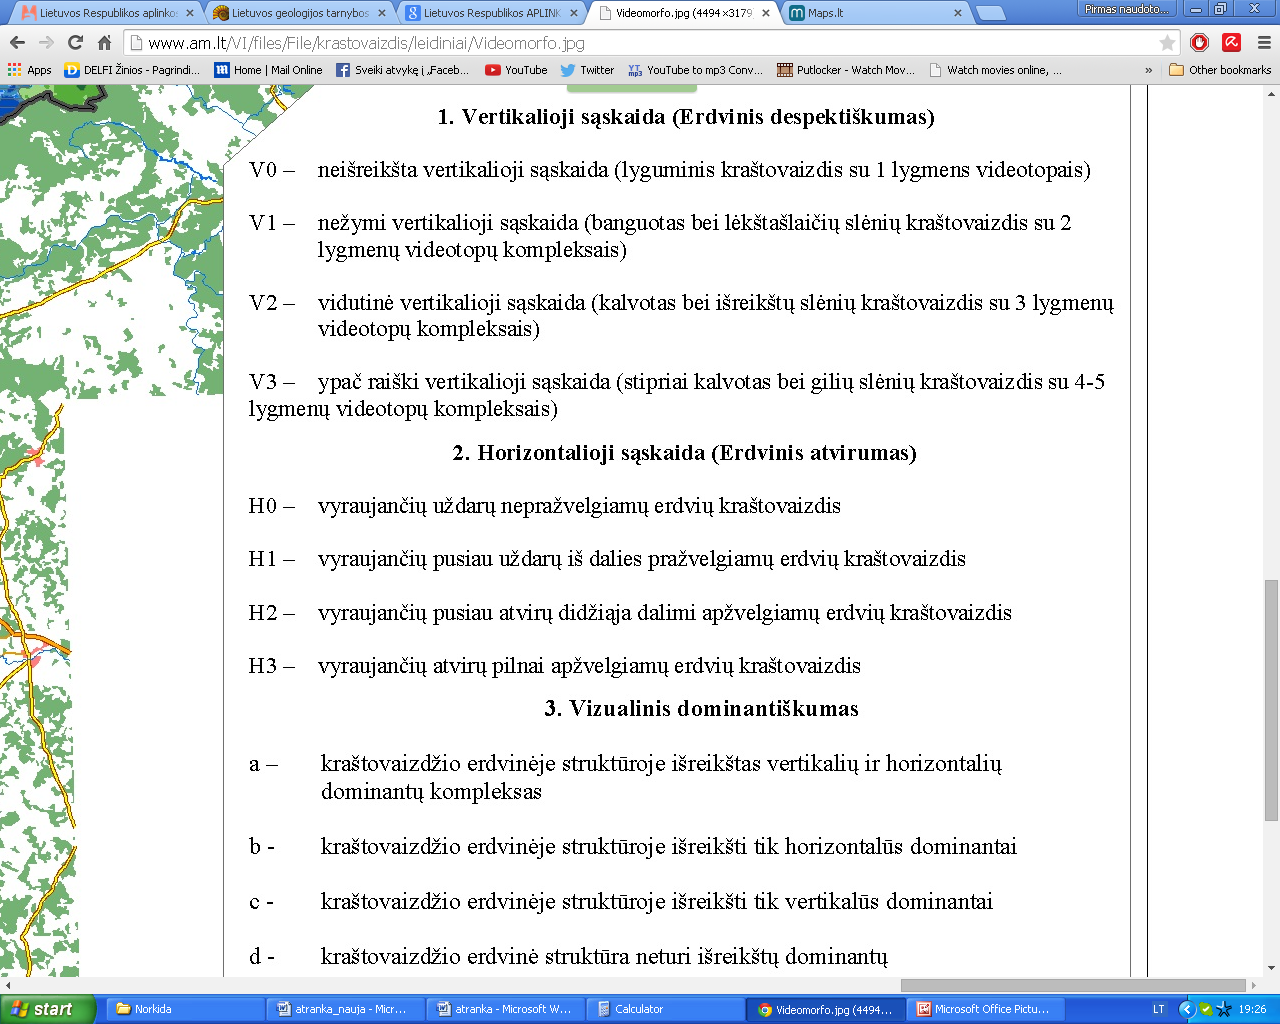 Lietuvos Respublikos aplinkos
Lietuvos geologijos tarnybos
Lietuvos Respublikos APLINK
Videomorfo.jpg (4494×3179
Maps.lt
Pirmas naudoto...
www.am.lt/VI/files/File/krastovaizdis/leidiniai/Videomorfo.jpg
Apps
DELFI Žinios - Pagrindi...
Home | Mail Online
Sveiki atvykę į „Faceb...
YouTube
Twitter
YouTube to mp3 Conv...
Putlocker - Watch Mov...
Watch movies online, ...
»
Other bookmarks
1. Vertikalioji sąskaida (Erdvinis despektiškumas)
V0 – neišreikšta vertikalioji sąskaida (lyguminis kraštovaizdis su 1 lygmens videotopais)
V1 – nežymi vertikalioji sąskaida (banguotas bei lėkštašlaičių slėnių kraštovaizdis su 2
lygmenų videotopų kompleksais)
V2 – vidutinė vertikalioji sąskaida (kalvotas bei išreikštų slėnių kraštovaizdis su 3 lygmenų
videotopų kompleksais)
V3 – ypač raiški vertikalioji sąskaida (stipriai kalvotas bei gilių slėnių kraštovaizdis su 4-5
lygmenų videotopų kompleksais)
2. Horizontalioji sąskaida (Erdvinis atvirumas)
H0 – vyraujančių uždarų nepražvelgiamų erdvių kraštovaizdis
H1 – vyraujančių pusiau uždarų iš dalies pražvelgiamų erdvių kraštovaizdis
H2 – vyraujančių pusiau atvirų didžiąja dalimi apžvelgiamų erdvių kraštovaizdis
H3 – vyraujančių atvirų pilnai apžvelgiamų erdvių kraštovaizdis
3. Vizualinis dominantiškumas
a – kraštovaizdžio erdvinėje struktūroje išreikštas vertikalių ir horizontalių
dominantų kompleksas
b - kraštovaizdžio erdvinėje struktūroje išreikšti tik horizontalūs dominantai
c - kraštovaizdžio erdvinėje struktūroje išreikšti tik vertikalūs dominantai
d - kraštovaizdžio erdvinė struktūra neturi išreikštų dominantų
start
Norkida
atranka_nauja - Micr...
atranka - Microsoft W...
Calculator
Videomorfo.jpg (4494...
Microsoft Office Pictu...
LT
19:26